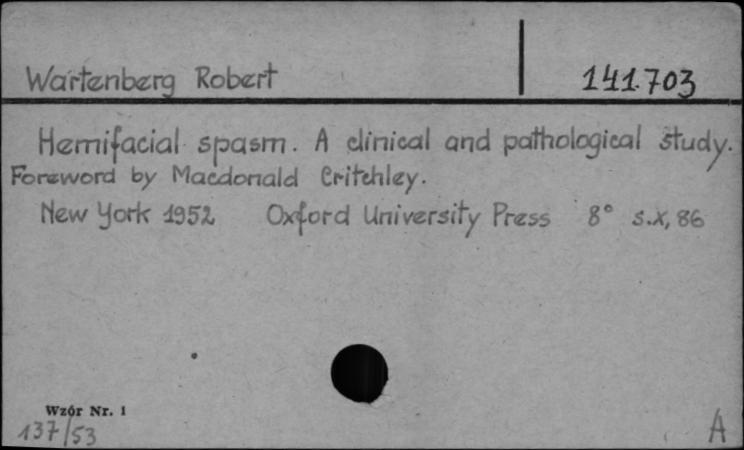 Wartenberg Robert 141.703
Hemifacial spasm. A clinical and pathological study.
Foreword by Macdonald Critchley.
New York 1952 Oxford University Press 8° s.x, 86
Wzór Nr. 1
137/53 A